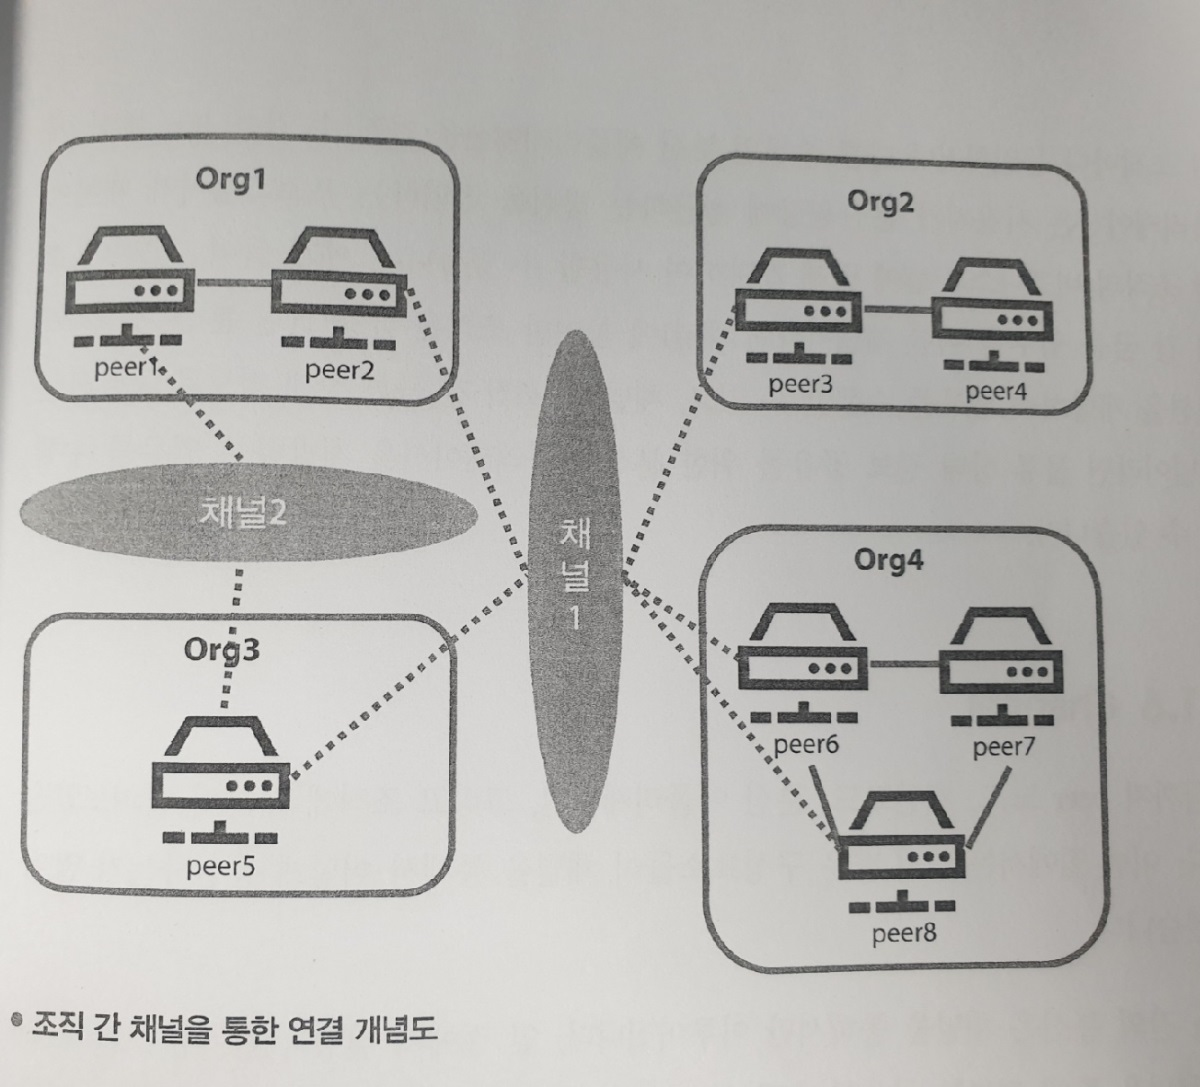 Org1
peer1
peer2
Org2
peer3
peer4
채널2
채
널
1
Org3
peer5
Org4
peer6
peer7
peer8
• 조직 간 채널을 통한 연결 개념도